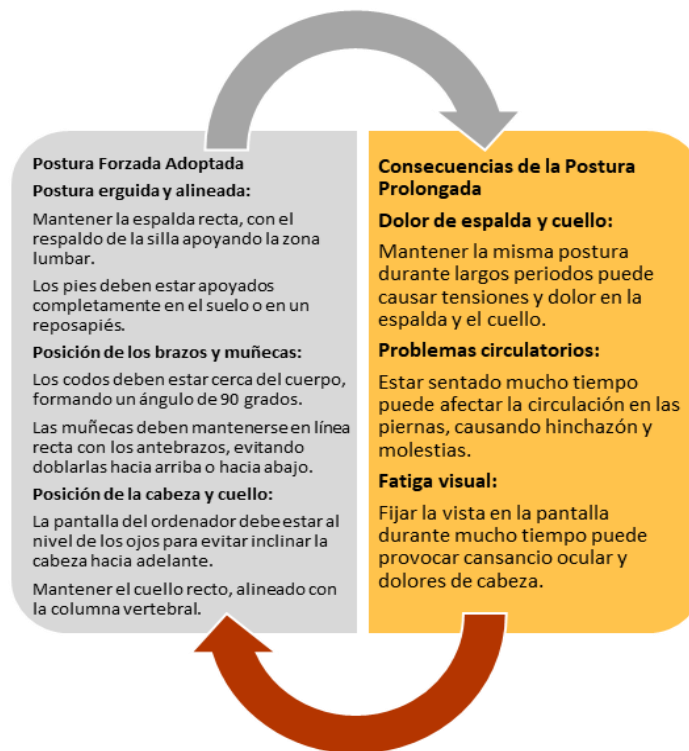 Postura Forzada Adoptada
Postura erguida y alineada:
Mantener la espalda recta, con el
respaldo de la silla apoyando la zona
lumbar.
Los pies deben estar apoyados
completamente en el suelo o en un
reposapiés.
Posición de los brazos y muñecas:
Los codos deben estar cerca del cuerpo,
formando un ángulo de 90 grados.
Las muñecas deben mantenerse en línea
recta con los antebrazos, evitando
doblarlas hacia arriba o hacia abajo.
Posición de la cabeza y cuello:
La pantalla del ordenador debe estar al
nivel de los ojos para evitar inclinar la
cabeza hacia adelante.
Mantener el cuello recto, alineado con
la columna vertebral.
Consecuencias de la Postura
Prolongada
Dolor de espalda y cuello:
Mantener la misma postura
durante largos periodos puede
causar tensiones y dolor en la
espalda y el cuello.
Problemas circulatorios:
Estar sentado mucho tiempo
puede afectar la circulación en las
piernas, causando hinchazón y
molestias.
Fatiga visual:
Fijar la vista en la pantalla
durante mucho tiempo puede
provocar cansancio ocular y
dolores de cabeza.